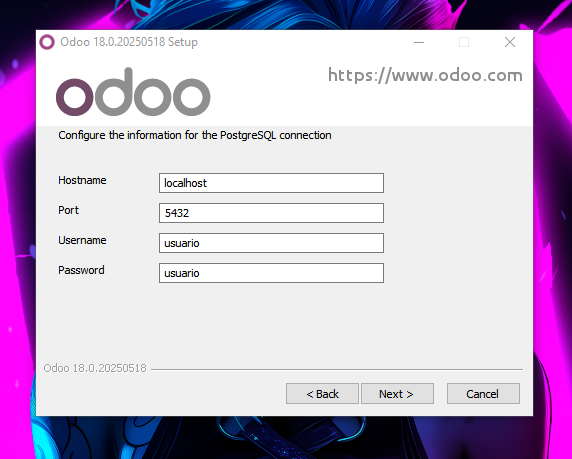 Odoo 18.0.20250518 Setup
odoo
https://www.odoo.com
Configure the information for the PostgreSQL connection
Hostname localhost
Port 5432
Username usuario
Password usuario
Odoo 18.0.20250518
< Back Next > Cancel